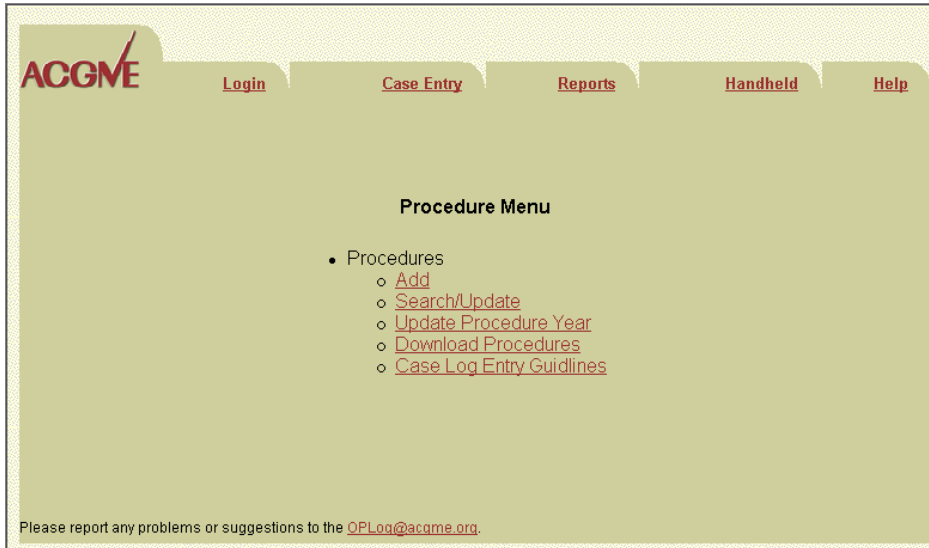 ACGME
Login Case Entry Reports Handheld Help
Procedure Menu
Procedures
Add
Search/Update
Update Procedure Year
Download Procedures
Case Log Entry Guidlines
Please report any problems or suggestions to the OPLog@acgme.org.